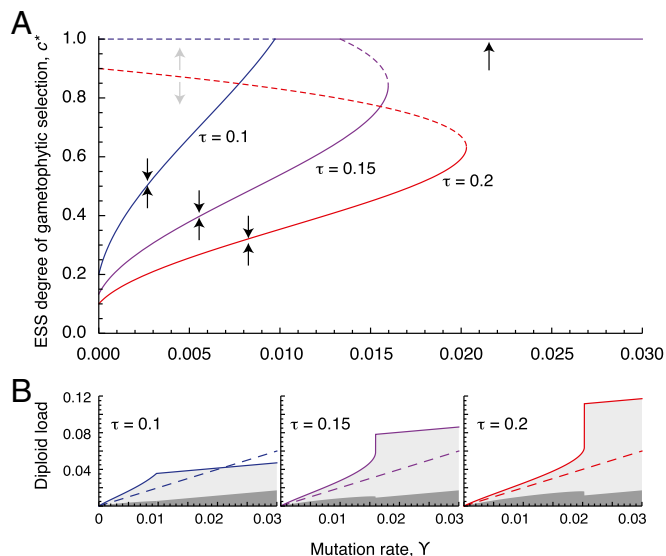 A
ESS degree of gametophytic selection, c*
1.0
0.8
0.6
0.4
0.2
0.0
τ = 0.1
τ = 0.15
τ = 0.2
0.000 0.005 0.010 0.015 0.020 0.025 0.030
B
Diploid load
0.12
0.08
0.04
τ = 0.1 τ = 0.15 τ = 0.2
0 0.01 0.02 0.03 0.01 0.02 0.03 0.01 0.02 0.03
Mutation rate, ϒ